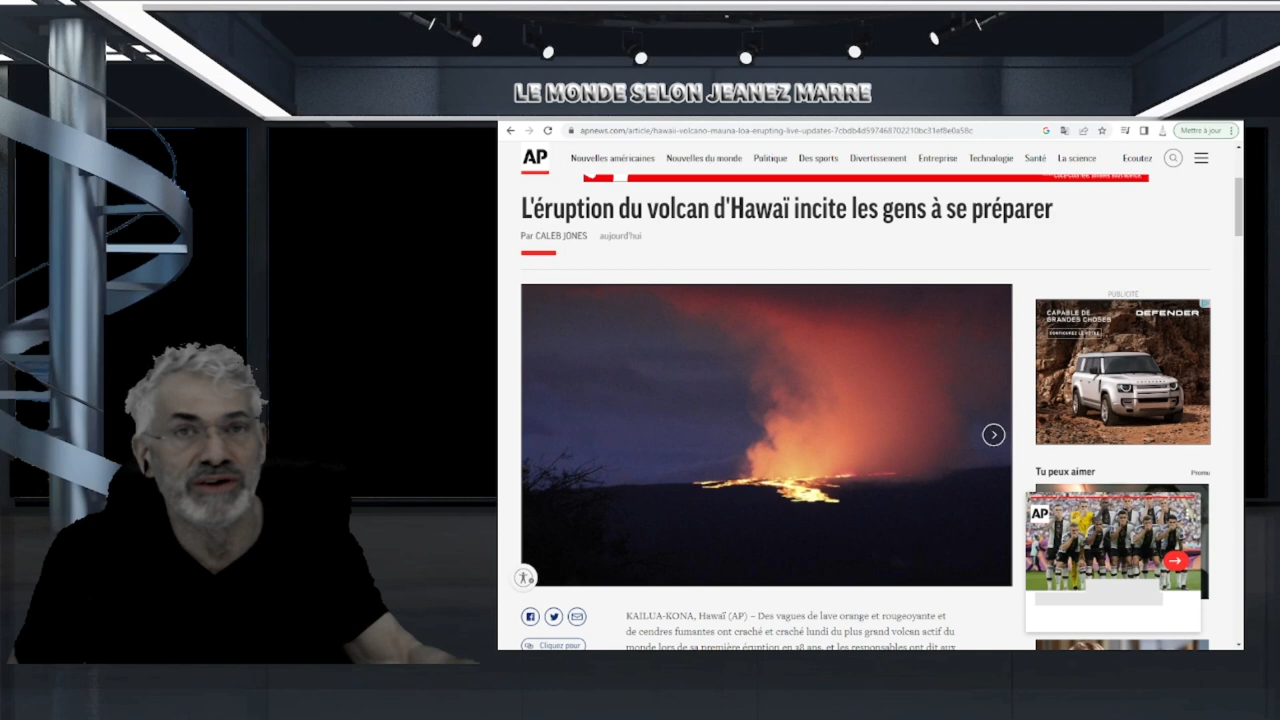 LE MONDE SELON JEANEZ MARRE
apnews.com/article/hawaii-volcano-mauna-loa-erupting-live-updates-7cbdb4d597468702210bc31ef8e0a58c
Mettre à jour
AP
Nouvelles américaines Nouvelles du monde Politique Des sports Divertissement Entreprise Technologie Santé La science Ecoutez
L'éruption du volcan d'Hawaï incite les gens à se préparer
Par CALEB JONES aujourd'hui
PUBLICITÉ
CAPABLE DE
GRANDES CHOSES
DEFENDER
Tu peux aimer
Promu
AP
KAILUA-KONA, Hawaï (AP) – Des vagues de lave orange et rougeoyante et
de cendres fumantes ont craché et craché lundi du plus grand volcan actif du
monde lors de sa première éruption en 38 ans, et les responsables ont dit aux
Cliquez pour